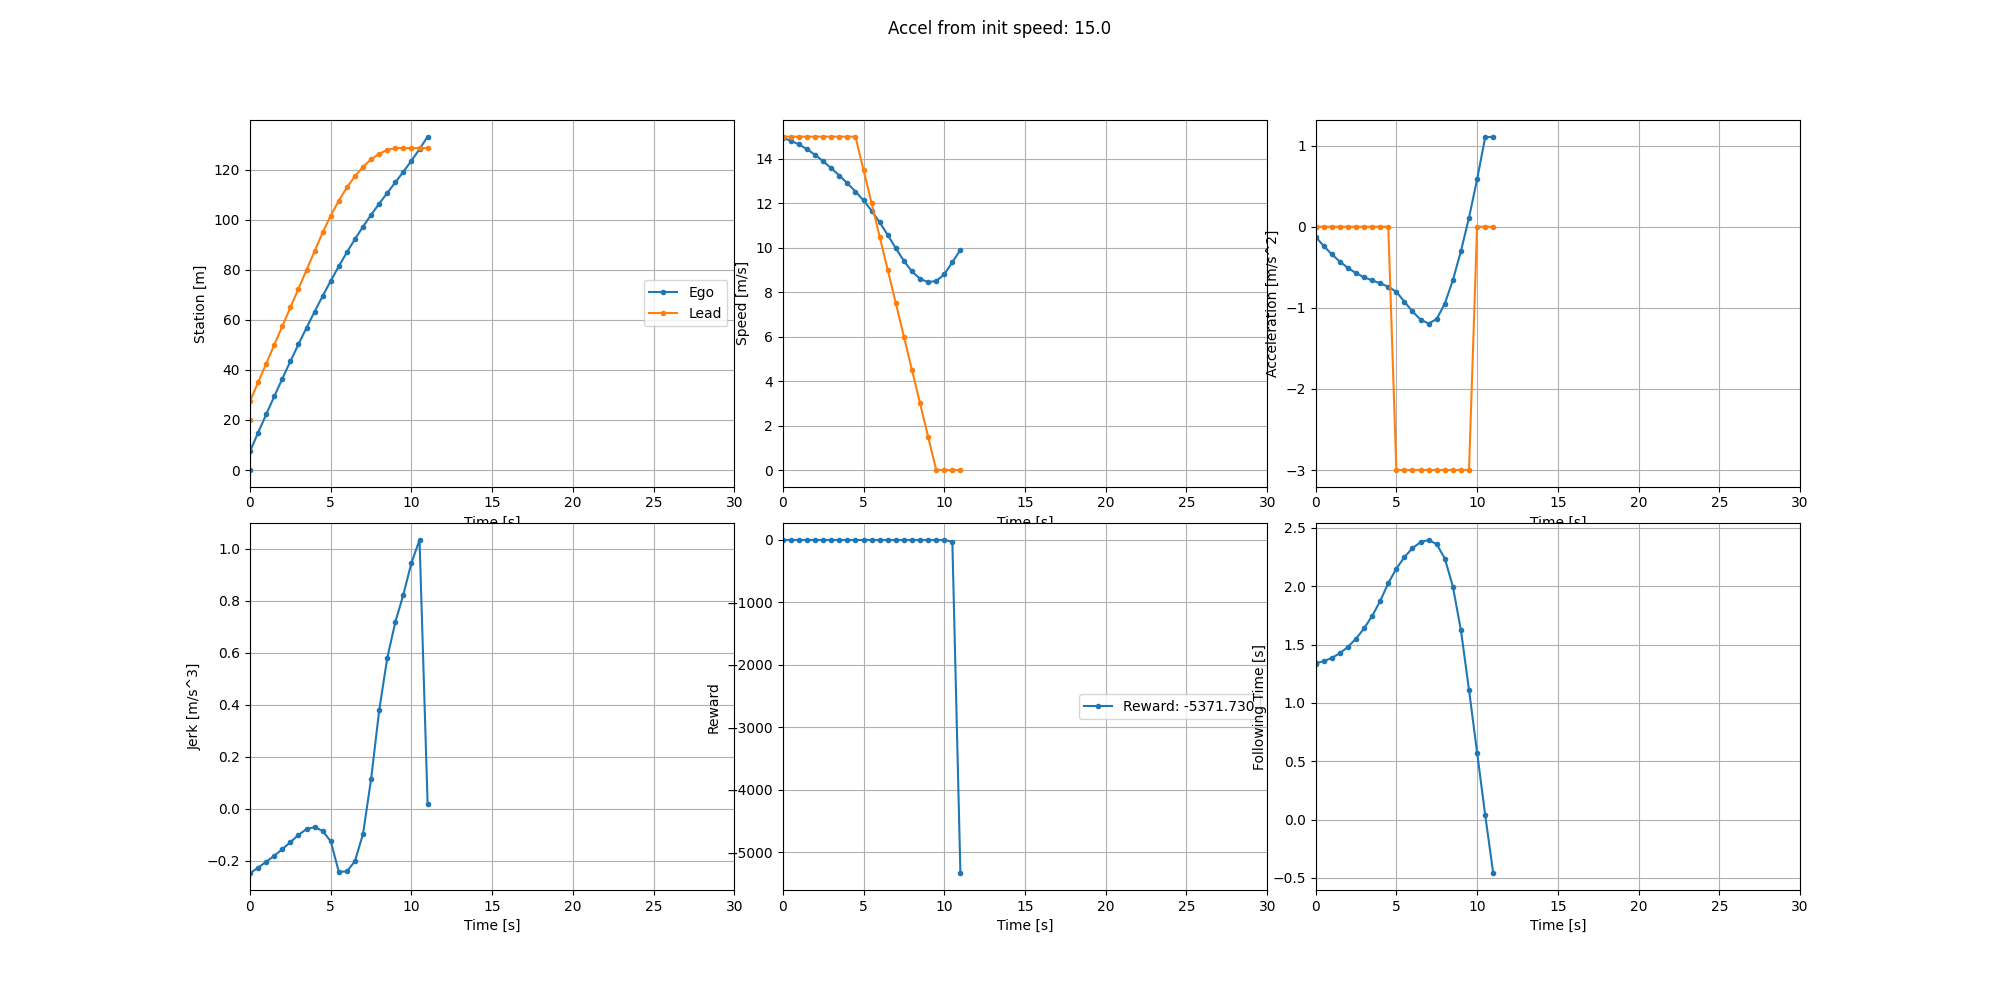 Accel from init speed: 15.0
Station [m]
120
100
80
60
40
20
0
0 5 10 15 20 25 30
Time [s]
Ego
Lead
Speed [m/s]
14
12
10
8
6
4
2
0
0 5 10 15 20 25 30
Time [s]
Acceleration [m/s^2]
1
0
−1
−2
−3
0 5 10 15 20 25 30
Time [s]
Jerk [m/s^3]
1.0
0.8
0.6
0.4
0.2
0.0
−0.2
0 5 10 15 20 25 30
Time [s]
Reward
0
−1000
−2000
−3000
−4000
−5000
0 5 10 15 20 25 30
Time [s]
Reward: -5371.730
Following Time [s]
2.5
2.0
1.5
1.0
0.5
0.0
−0.5
0 5 10 15 20 25 30
Time [s]